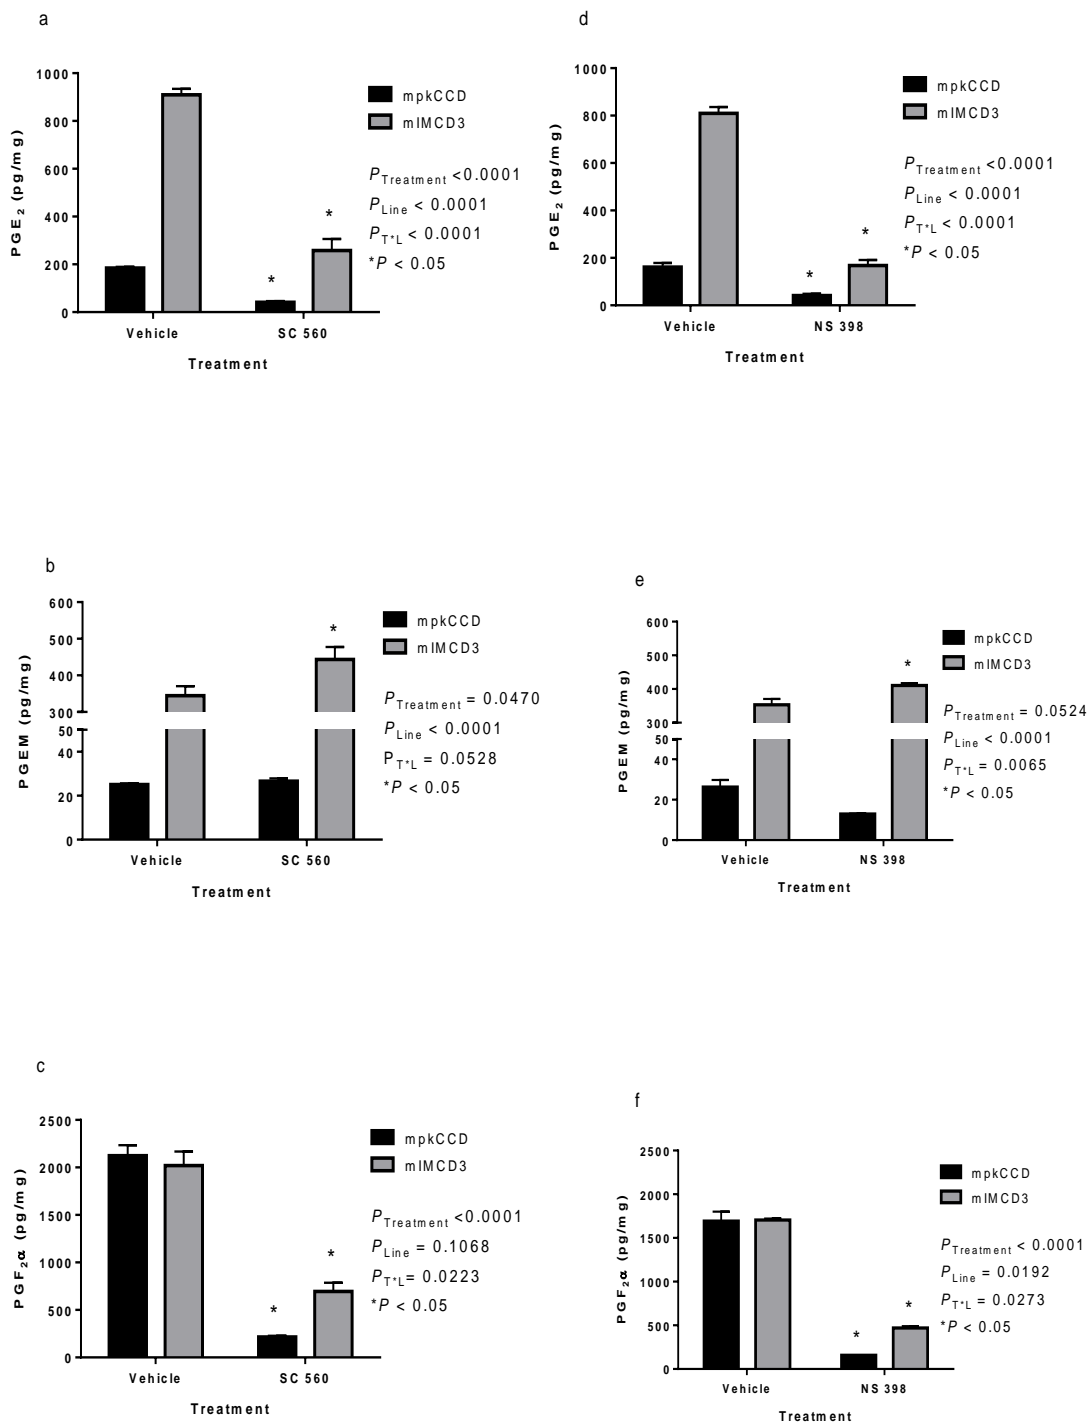 a
1000
800
600
400
200
0
PGE2 (pg/mg)
Vehicle
SC 560
Treatment
mpkCCD
mIMCD3
PTreatment <0.0001
PLine < 0.0001
PT*L < 0.0001
*P < 0.05
*
*
d
1000
800
600
400
200
0
PGE2 (pg/mg)
Vehicle
NS 398
Treatment
mpkCCD
mIMCD3
PTreatment <0.0001
PLine < 0.0001
PT*L < 0.0001
*P < 0.05
*
*
b
600
500
400
300
50
40
20
0
PGEM (pg/mg)
Vehicle
SC 560
Treatment
mpkCCD
mIMCD3
PTreatment = 0.0470
PLine < 0.0001
PT*L = 0.0528
*P < 0.05
*
e
600
500
400
300
50
40
20
0
PGEM (pg/mg)
Vehicle
NS 398
Treatment
mpkCCD
mIMCD3
PTreatment = 0.0524
PLine < 0.0001
PT*L = 0.0065
*P < 0.05
*
c
2500
2000
1500
1000
500
0
PGF2α (pg/mg)
Vehicle
SC 560
Treatment
mpkCCD
mIMCD3
PTreatment <0.0001
PLine = 0.1068
PT*L= 0.0223
*P < 0.05
*
*
f
2500
2000
1500
1000
500
0
PGF2α (pg/mg)
Vehicle
NS 398
Treatment
mpkCCD
mIMCD3
PTreatment < 0.0001
PLine = 0.0192
PT*L = 0.0273
*P < 0.05
*
*